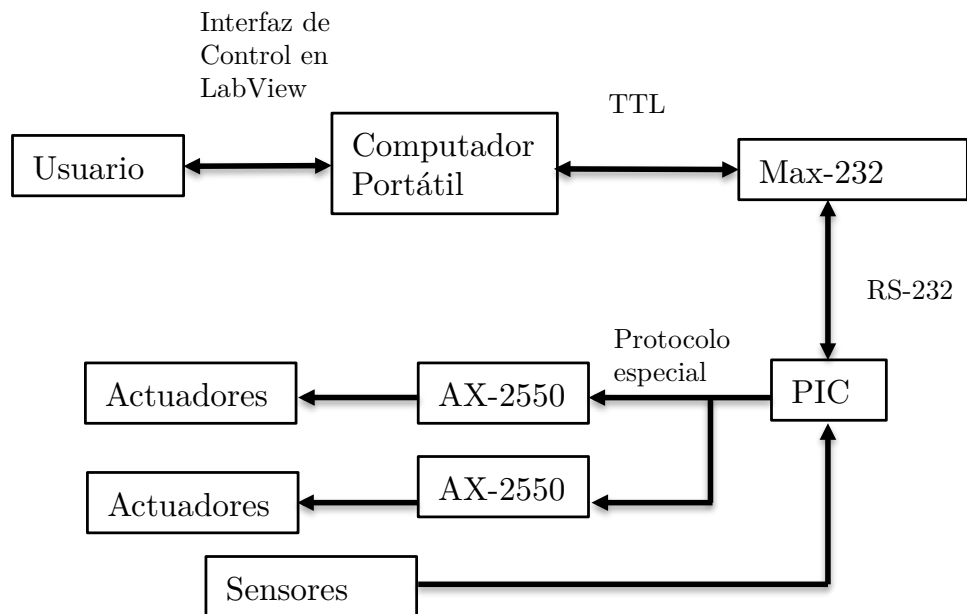 Interfaz de
Control en
LabView
TTL
Usuario
Computador
Portátil
Max-232
RS-232
Protocolo
especial
Actuadores
AX-2550
PIC
Actuadores
AX-2550
Sensores